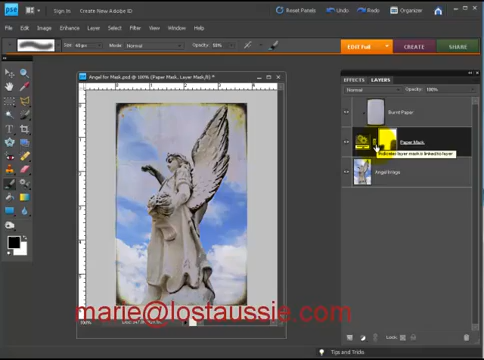 pse Sign In Create New Adobe ID Reset Panels Undo Redo Organizer
File Edit Image Enhance Layer Select Filter View Window Help
Size: Mode: Normal Opacity: Edit Full CREATE SHARE
EFFECTS LAYERS
Normal Opacity: 100%
Angel for Mask.psd @ 100% (Paper Mask, Layer Mask/8) *
Burnt Paper
Paper Mask
Indicates layer mask is linked to layer
Angel Image
marie@lostaussie.com
100%
Lock:
Tips and Tricks